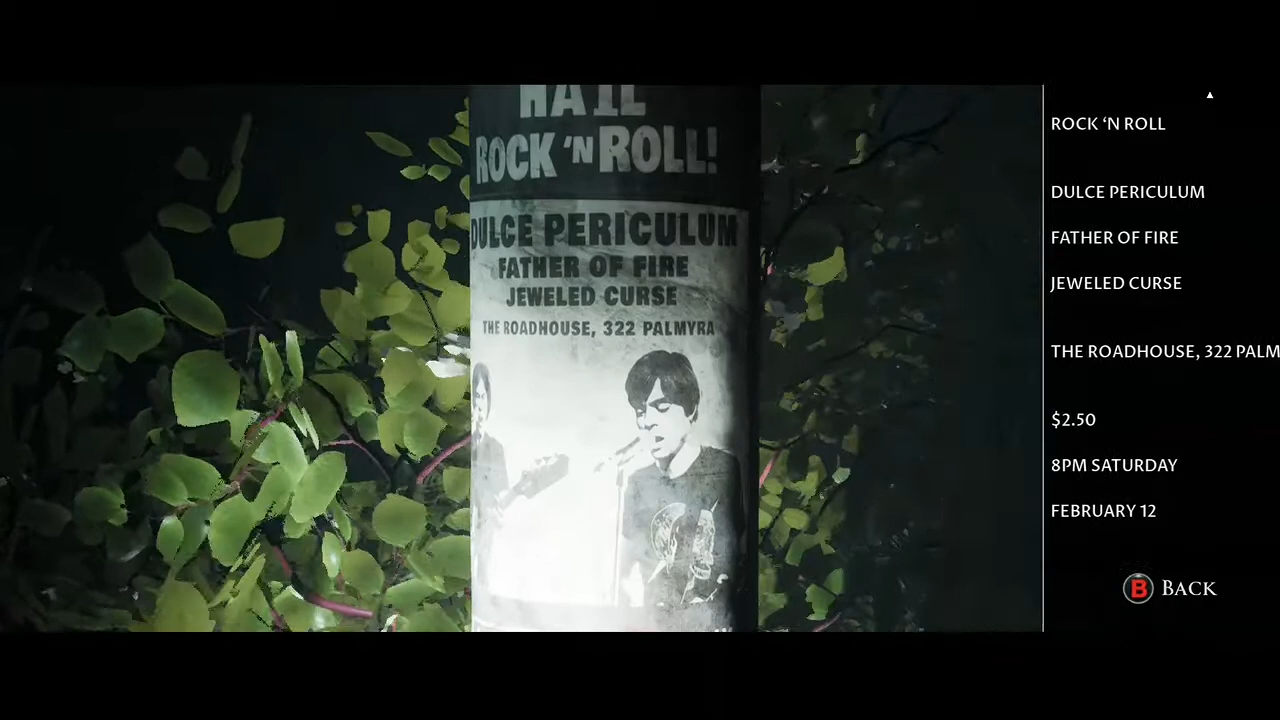 HAIL
ROCK 'N ROLL!
DULCE PERICULUM
FATHER OF FIRE
JEWELED CURSE
THE ROADHOUSE, 322 PALMYRA
ROCK ‘N ROLL
DULCE PERICULUM
FATHER OF FIRE
JEWELED CURSE
THE ROADHOUSE, 322 PALM
$2.50
8PM SATURDAY
FEBRUARY 12
B BACK